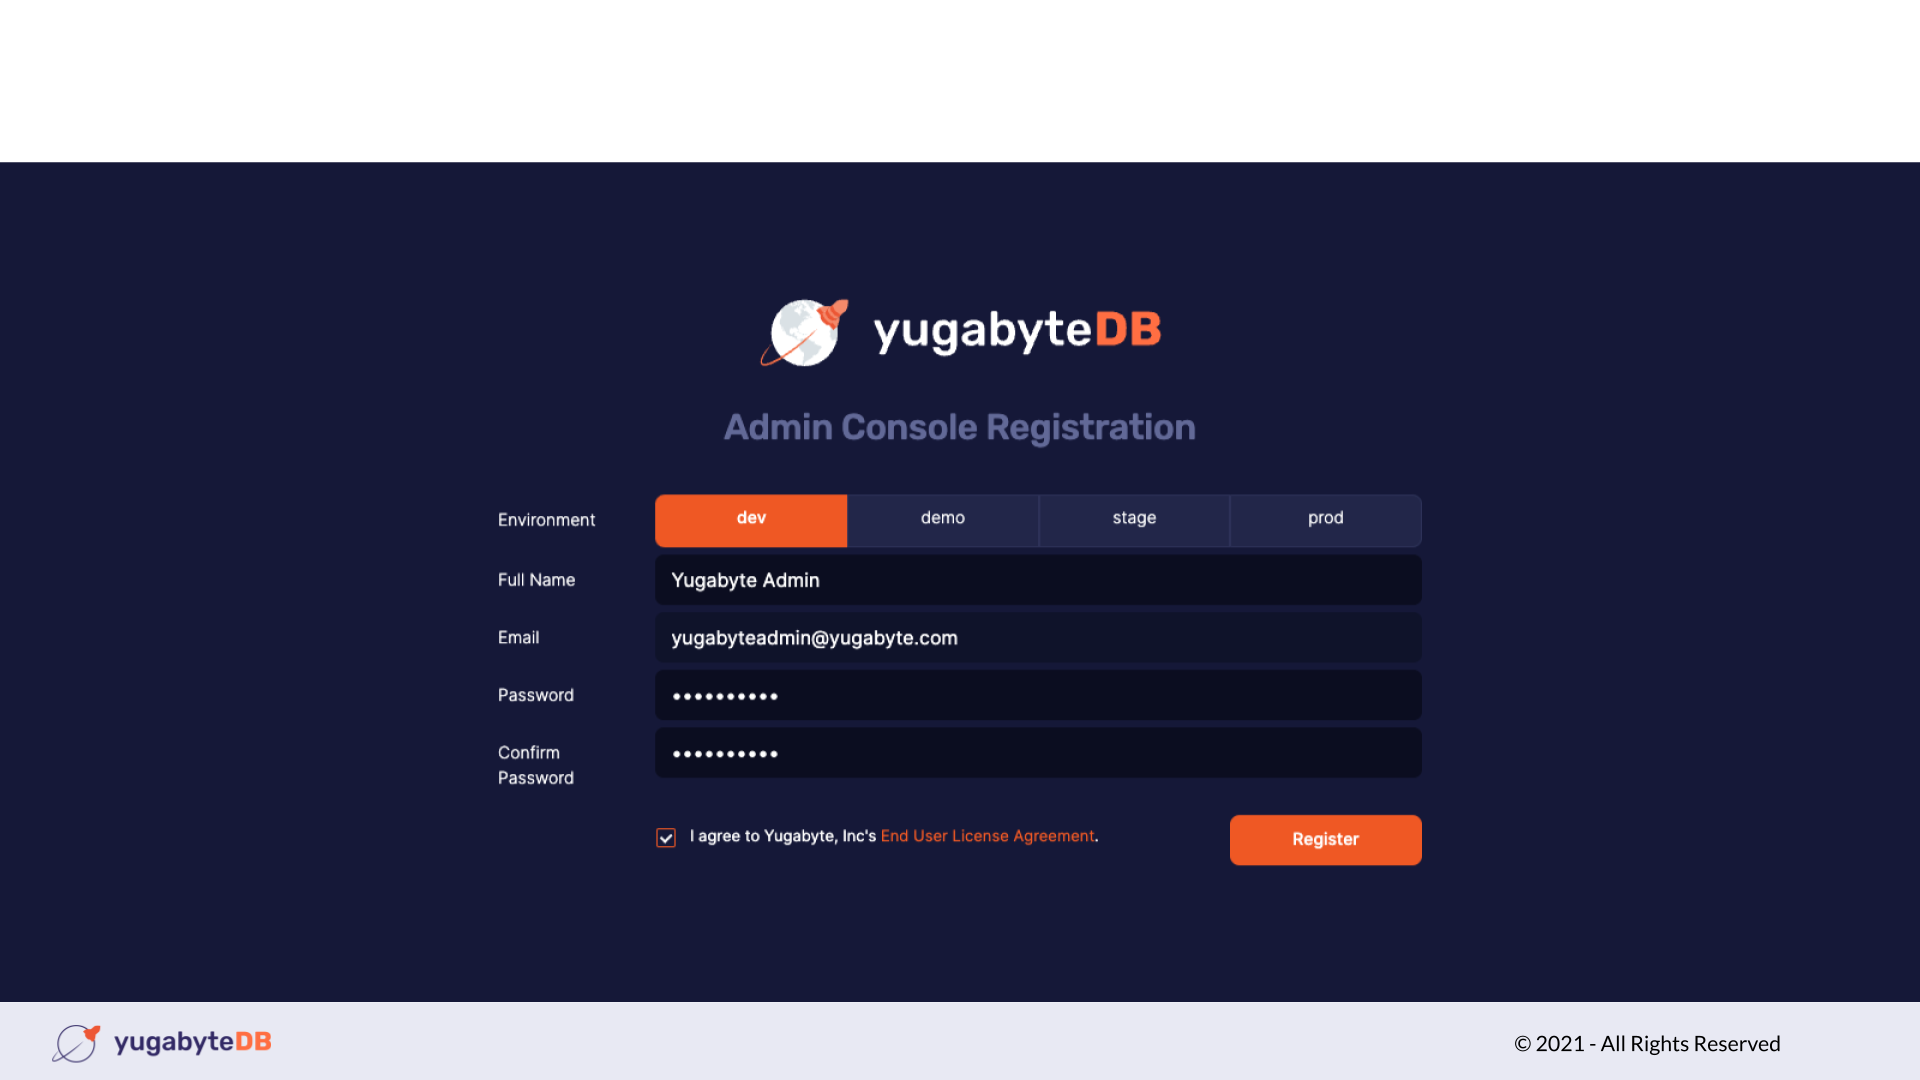 yugabyteDB
Admin Console Registration
Environment dev demo stage prod
Full Name Yugabyte Admin
Email yugabyteadmin@yugabyte.com
Password ••••••••••
Confirm Password ••••••••••
I agree to Yugabyte, Inc's End User License Agreement. Register
yugabyteDB © 2021 - All Rights Reserved